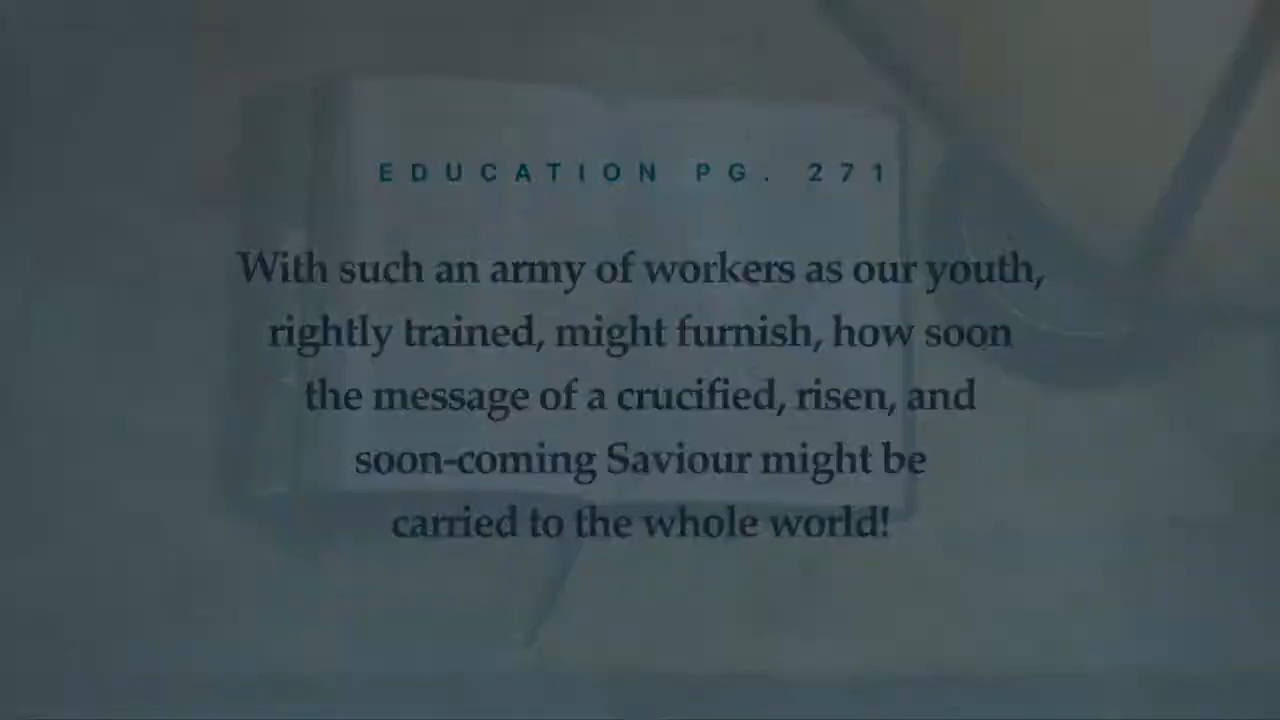 EDUCATION PG. 271
With such an army of workers as our youth,
rightly trained, might furnish, how soon
the message of a crucified, risen, and
soon-coming Saviour might be
carried to the whole world!